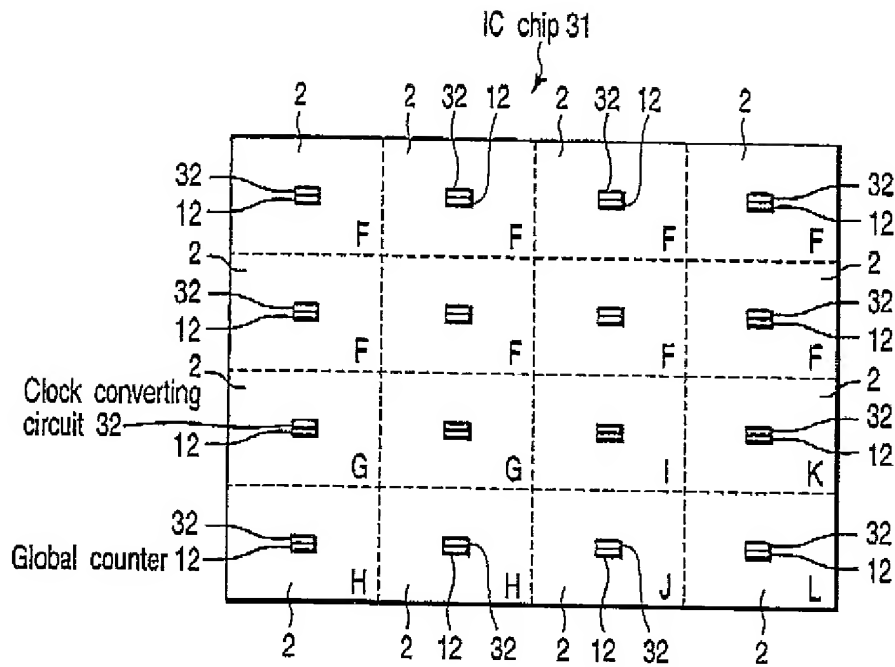 IC chip 31
2 2 32 12 2 32 12 2
32 32
12 12
F F F F
2 2
32 32
12 12
F F F F
2 2
Clock converting
circuit 32 32
12 12
G G I K
32 32
Global counter 12 12
H H J L
2 2 12 32 2 12 32 2